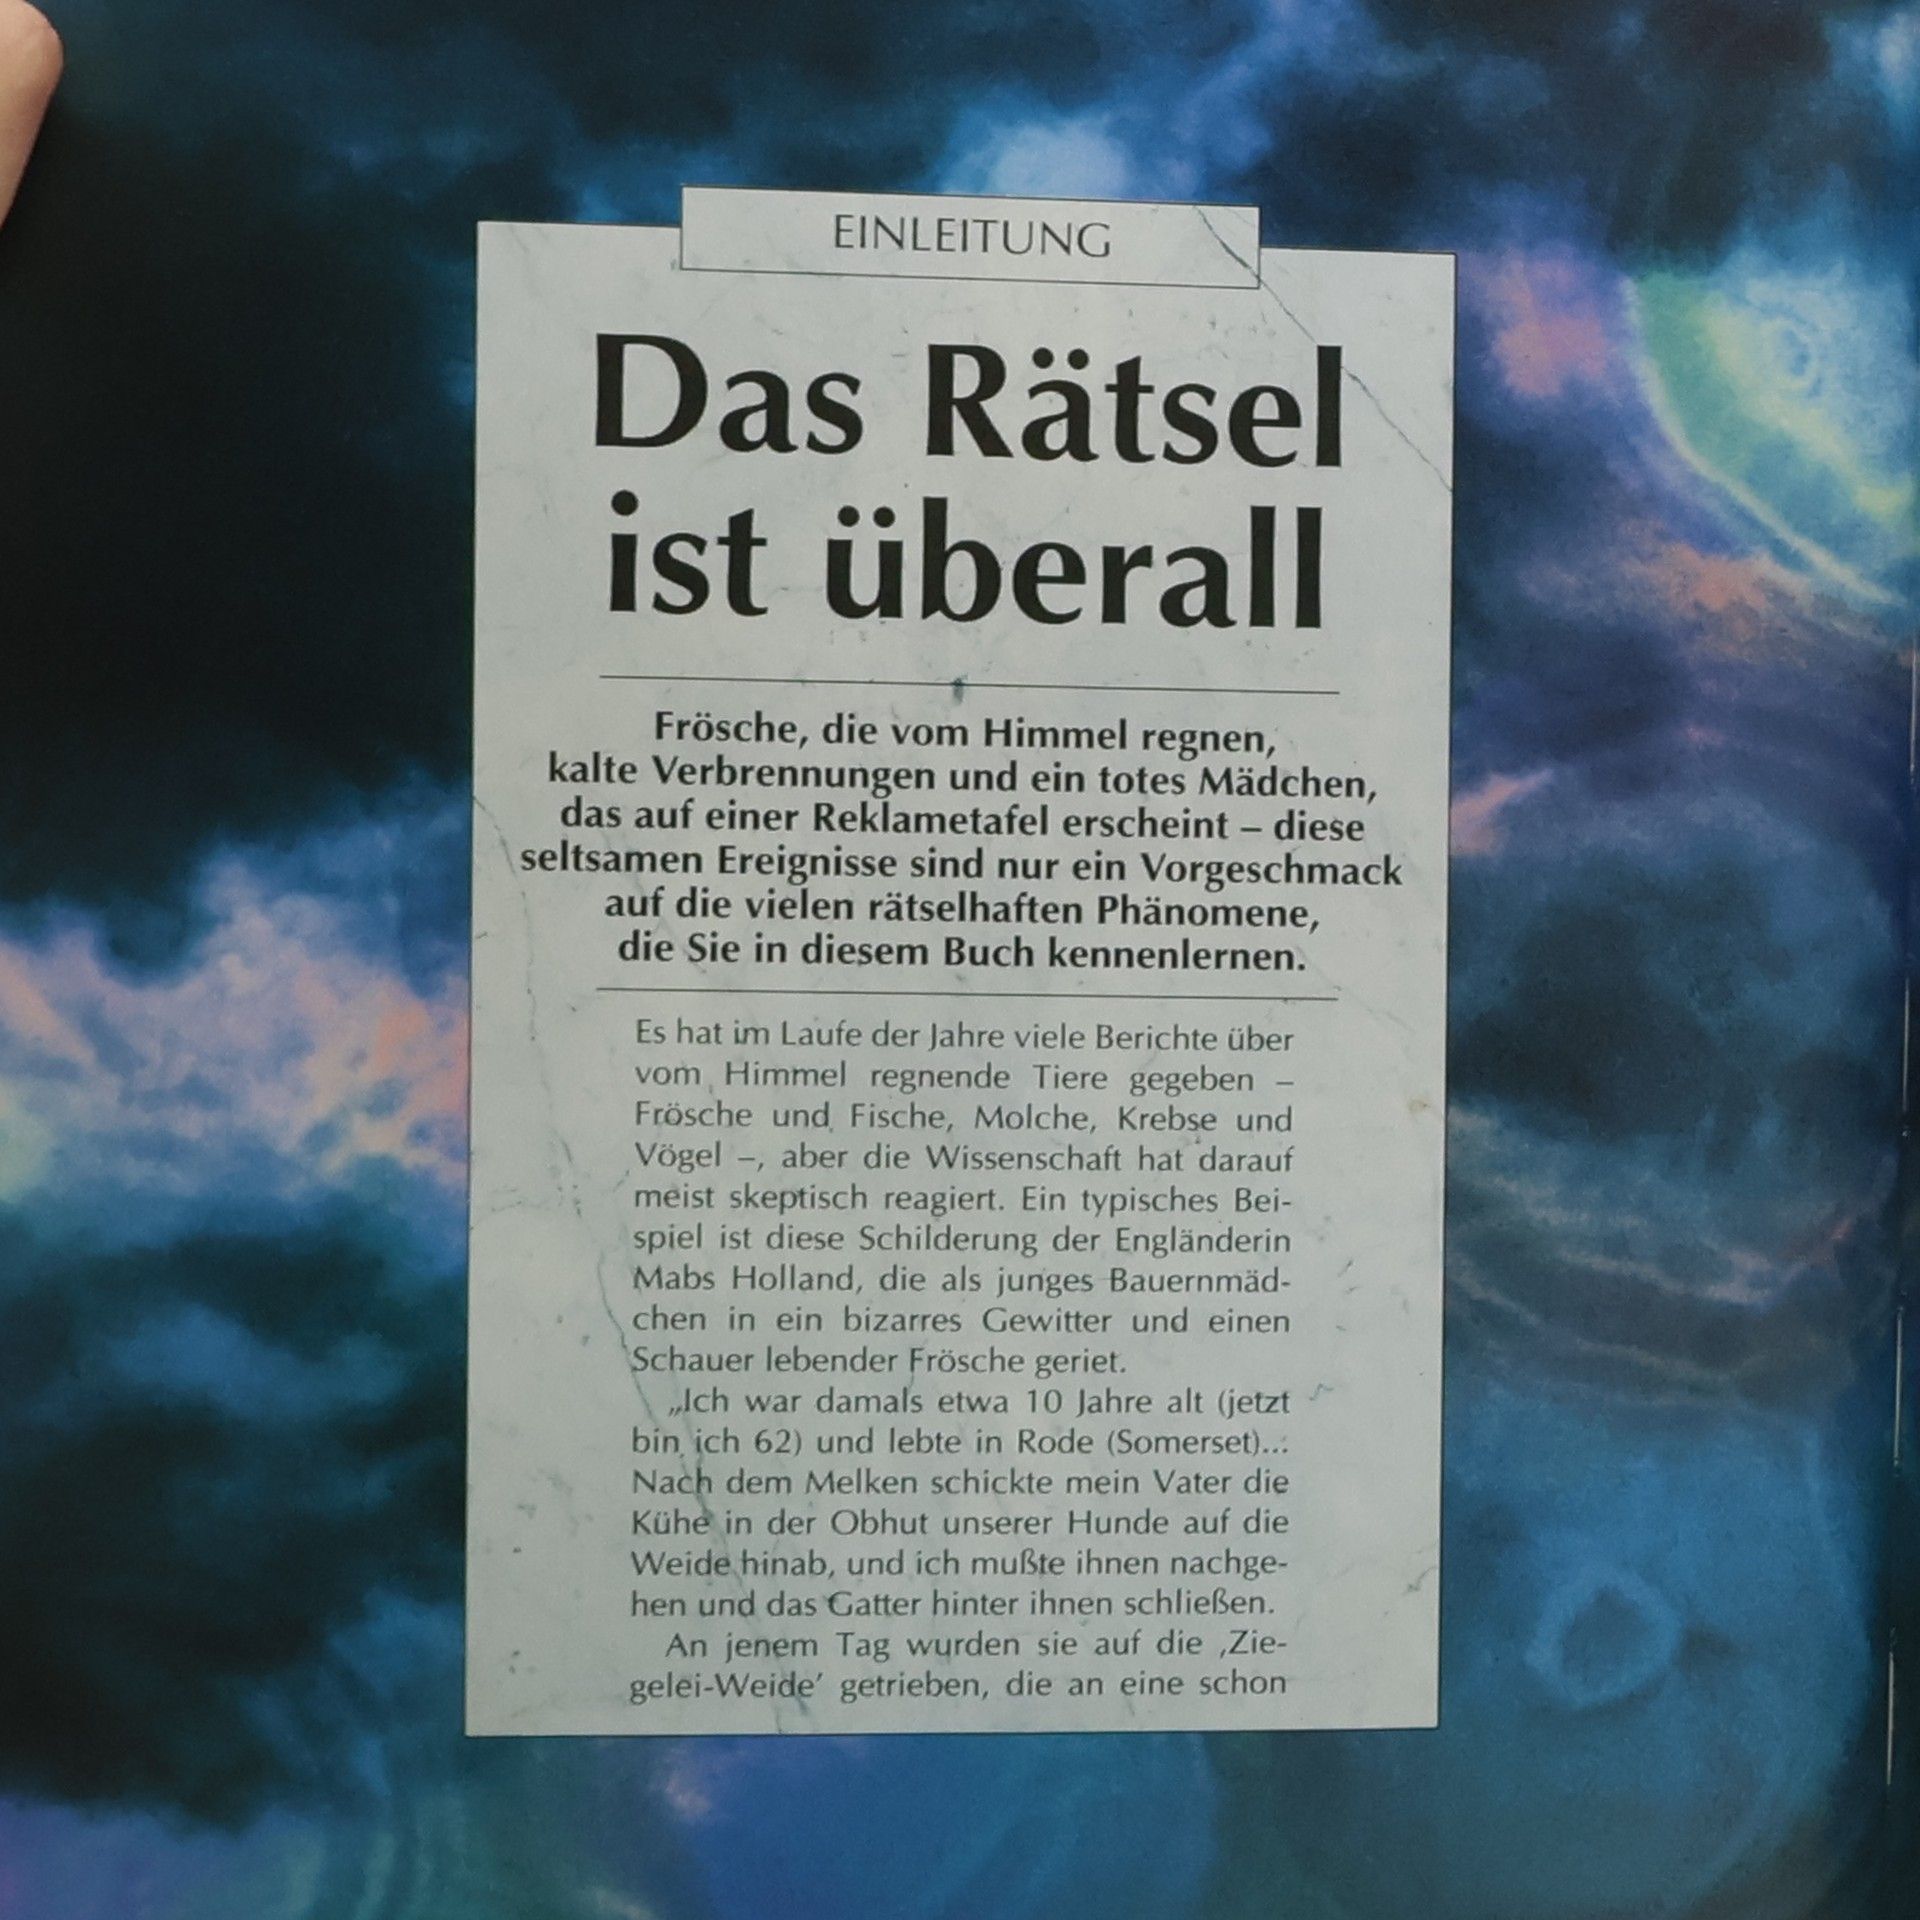 EINLEITUNG
Das Rätsel
ist überall
Frösche, die vom Himmel regnen,
kalte Verbrennungen und ein totes Mädchen,
das auf einer Reklametafel erscheint – diese
seltsamen Ereignisse sind nur ein Vorgeschmack
auf die vielen rätselhaften Phänomene,
die Sie in diesem Buch kennenlernen.
Es hat im Laufe der Jahre viele Berichte über
vom Himmel regnende Tiere gegeben –
Frösche und Fische, Molche, Krebse und
Vögel –, aber die Wissenschaft hat darauf
meist skeptisch reagiert. Ein typisches Bei-
spiel ist diese Schilderung der Engländerin
Mabs Holland, die als junges Bauernmäd-
chen in ein bizarres Gewitter und einen
Schauer lebender Frösche geriet.
„Ich war damals etwa 10 Jahre alt (jetzt
bin ich 62) und lebte in Rode (Somerset)...
Nach dem Melken schickte mein Vater die
Kühe in der Obhut unserer Hunde auf die
Weide hinab, und ich mußte ihnen nachge-
hen und das Gatter hinter ihnen schließen.
An jenem Tag wurden sie auf die ‚Zie-
gelei-Weide’ getrieben, die an eine schon